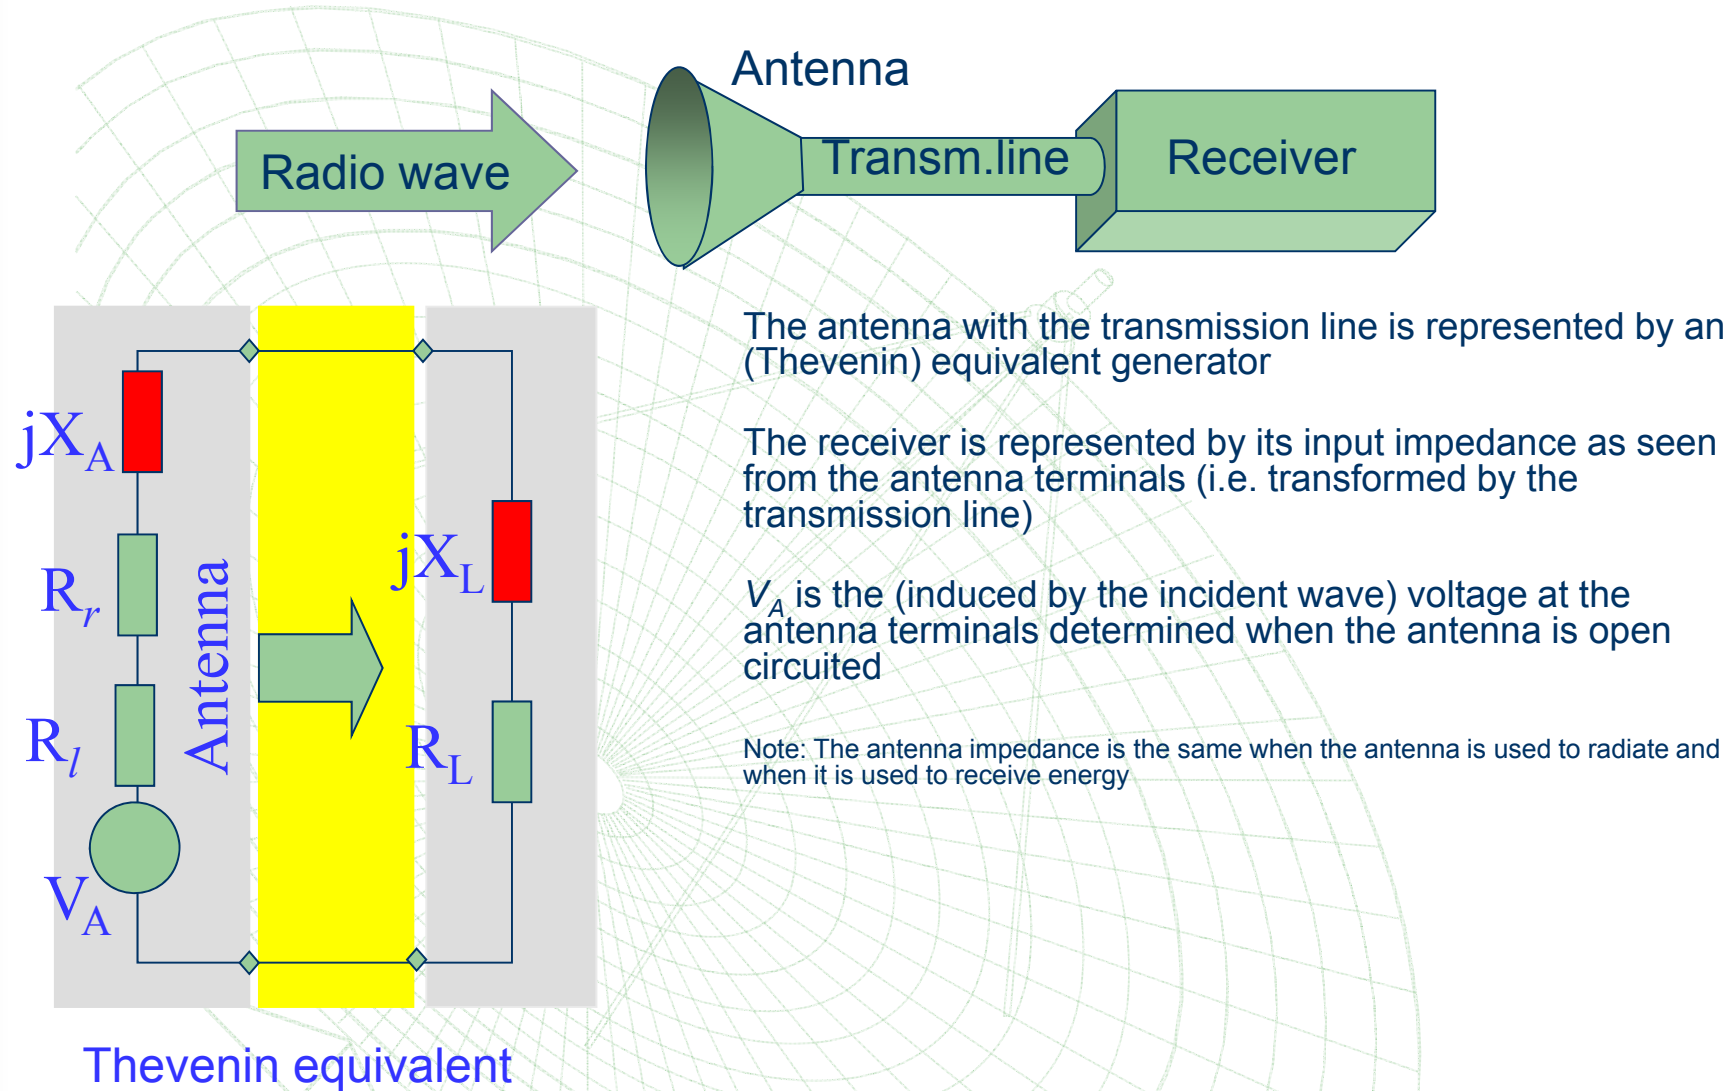 Antenna
Radio wave
Transm.line
Receiver
The antenna with the transmission line is represented by an
(Thevenin) equivalent generator
The receiver is represented by its input impedance as seen
from the antenna terminals (i.e. transformed by the
transmission line)
V_A is the (induced by the incident wave) voltage at the
antenna terminals determined when the antenna is open
circuited
Note: The antenna impedance is the same when the antenna is used to radiate and
when it is used to receive energy
jX_A
R_r
R_l
V_A
Antenna
jX_L
R_L
Thevenin equivalent